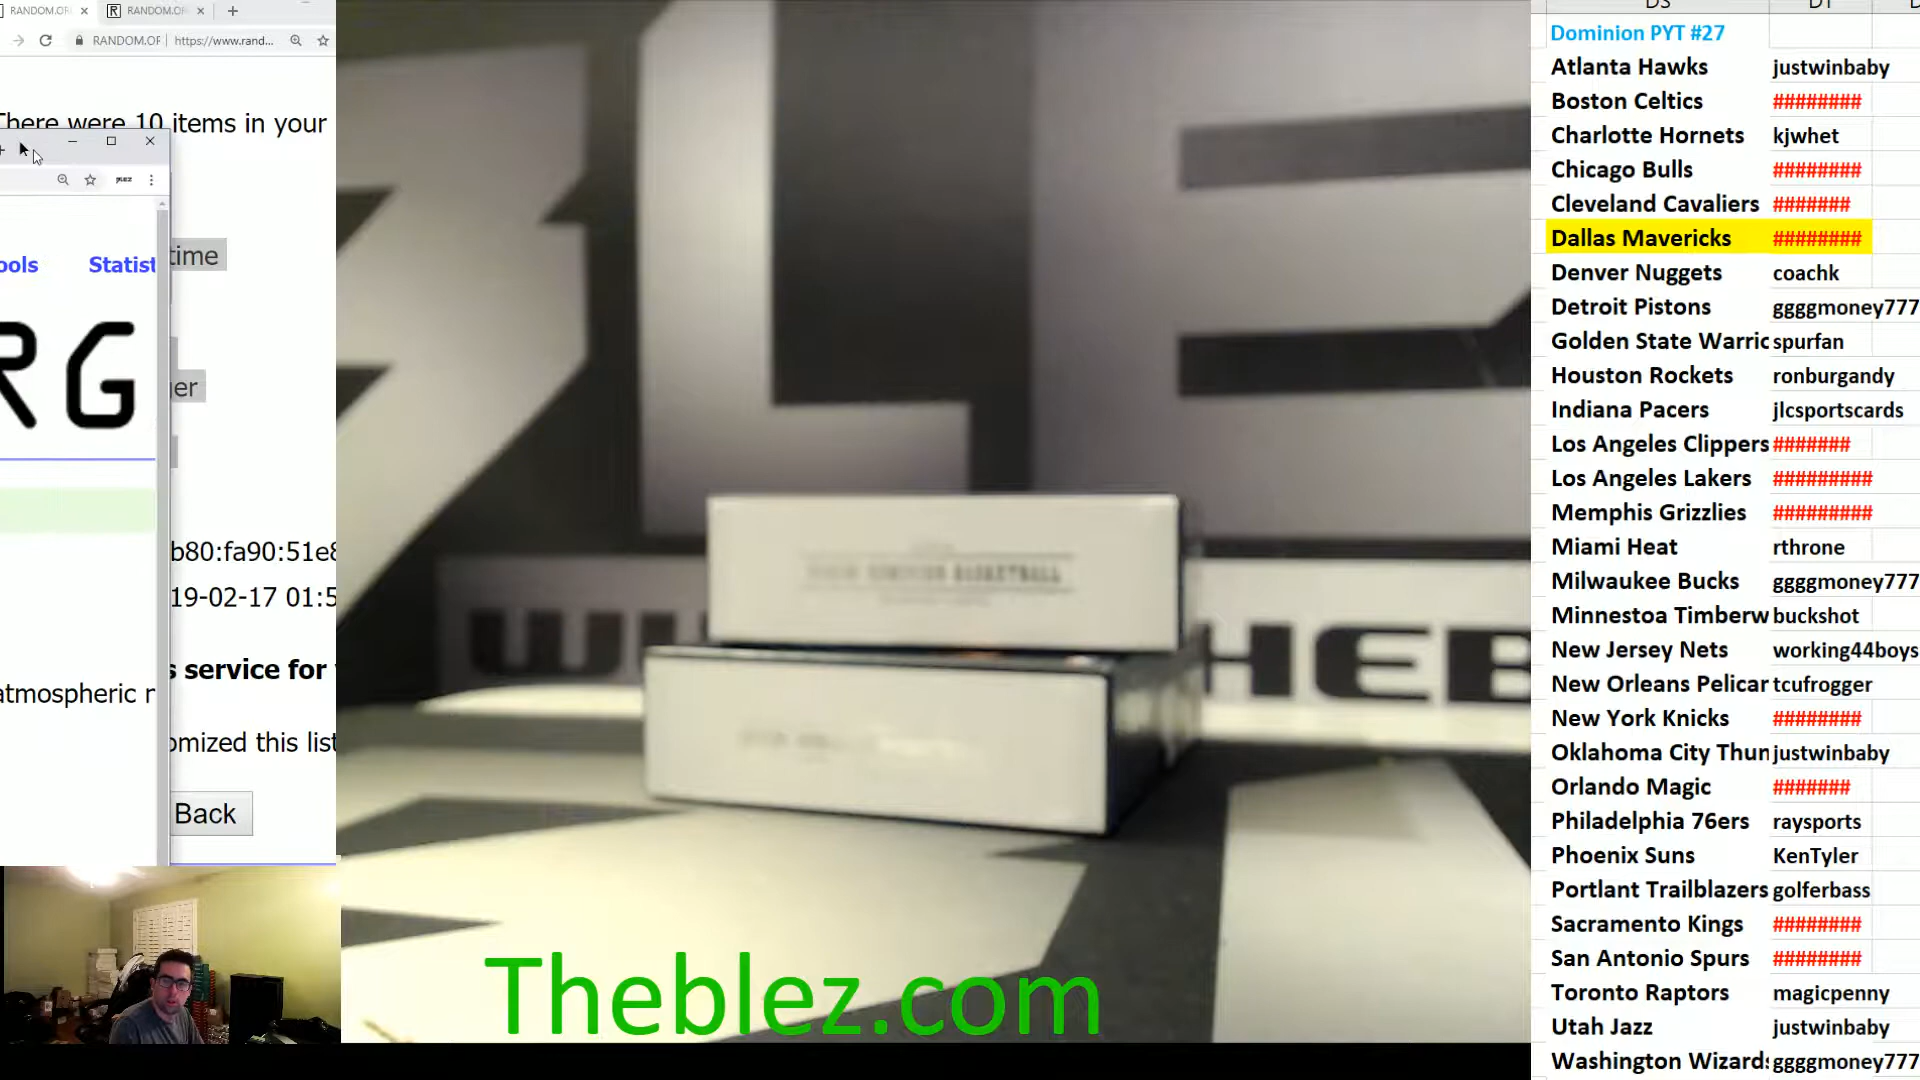 RANDOM.OR
RANDOM.OR
RANDOM.OF
https://www.rand...
There were 10 items in your
time
ools
Statist
RG
ger
b80:fa90:51e8
19-02-17 01:5
s service for
atmospheric
omized this list
Back
BLE
HEB
Theblez.com
DS
DT
Dominion PYT #27
Atlanta Hawks justwinbaby
Boston Celtics ########
Charlotte Hornets kjwhet
Chicago Bulls ########
Cleveland Cavaliers #######
Dallas Mavericks ########
Denver Nuggets coachk
Detroit Pistons ggggmoney777
Golden State Warric spurfan
Houston Rockets ronburgandy
Indiana Pacers jlcsportscards
Los Angeles Clippers #######
Los Angeles Lakers #########
Memphis Grizzlies #########
Miami Heat rthrone
Milwaukee Bucks ggggmoney777
Minnestoa Timberw buckshot
New Jersey Nets working44boys
New Orleans Pelicar tcufrogger
New York Knicks ########
Oklahoma City Thun justwinbaby
Orlando Magic #######
Philadelphia 76ers raysports
Phoenix Suns KenTyler
Portlant Trailblazers golferbass
Sacramento Kings ########
San Antonio Spurs ########
Toronto Raptors magicpenny
Utah Jazz justwinbaby
Washington Wizards ggggmoney777